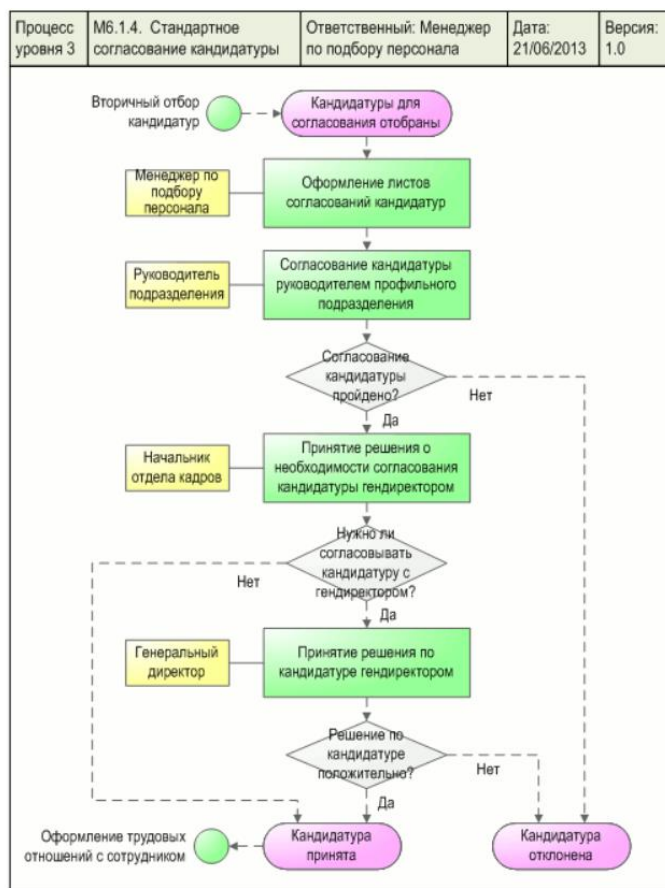 Процесс
уровня 3
М6.1.4. Стандартное
согласование кандидатуры
Ответственный: Менеджер
по подбору персонала
Дата:
21/06/2013
Версия:
1.0
Вторичный отбор
кандидатур
Кандидатуры для
согласования отобраны
Менеджер по
подбору
персонала
Оформление листов
согласований кандидатур
Руководитель
подразделения
Согласование кандидатуры
руководителем профильного
подразделения
Согласование
кандидатуры
пройдено?
Нет
Да
Начальник
отдела кадров
Принятие решения о
необходимости согласования
кандидатуры гендиректором
Нужно ли
согласовывать
кандидатуру с
гендиректором?
Нет
Да
Генеральный
директор
Принятие решения по
кандидатуре гендиректором
Решение по
кандидатуре
положительно?
Нет
Да
Оформление трудовых
отношений с сотрудником
Кандидатура
принята
Кандидатура
отклонена